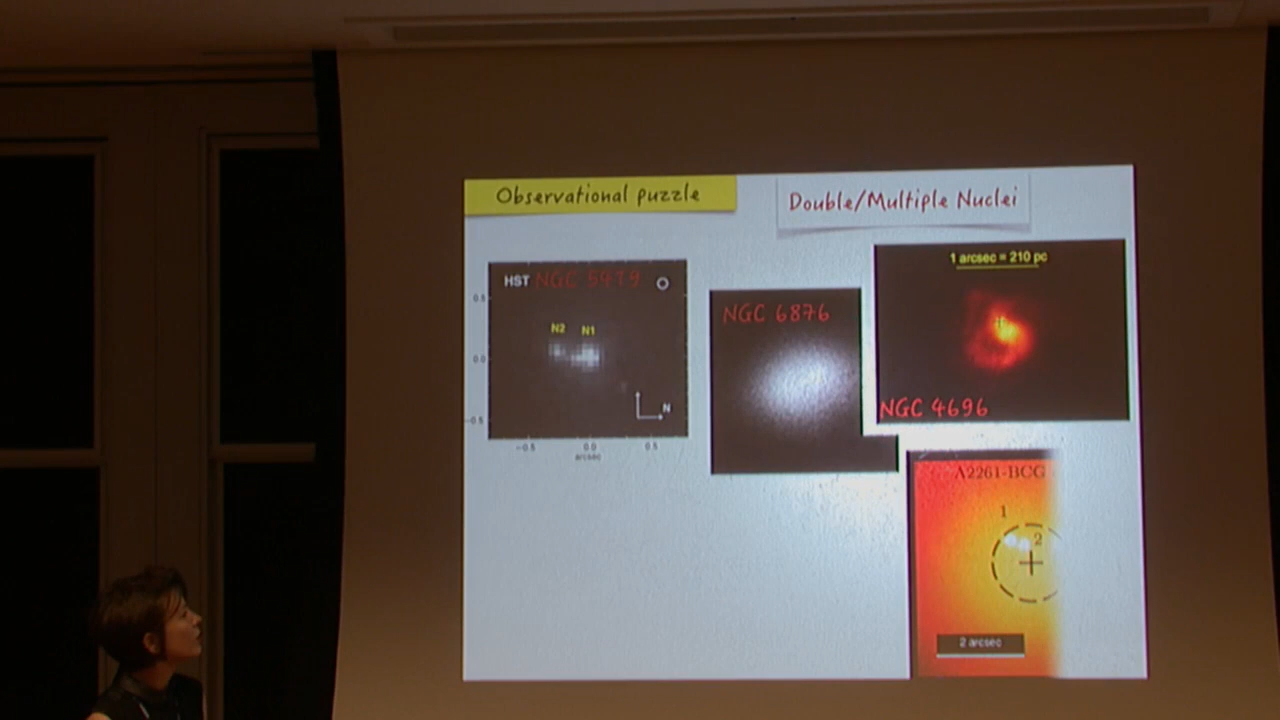 Observational puzzle
Double/Multiple Nuclei
HST NGC 5419
N2 N1
0.5
0.0
-0.5
N
-0.5 0.0 0.5
arcsec
NGC 6876
1 arcsec = 210 pc
NGC 4696
A2261-BCG
1
2
2 arcsec